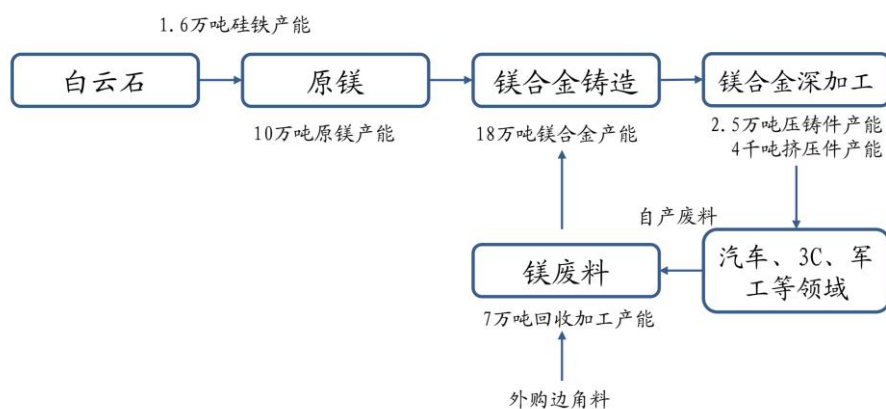 1.6万吨硅铁产能
白云石
原镁
镁合金铸造
镁合金深加工
10万吨原镁产能
18万吨镁合金产能
2.5万吨压铸件产能
4千吨挤压件产能
自产废料
镁废料
汽车、3C、军
工等领域
7万吨回收加工产能
外购边角料